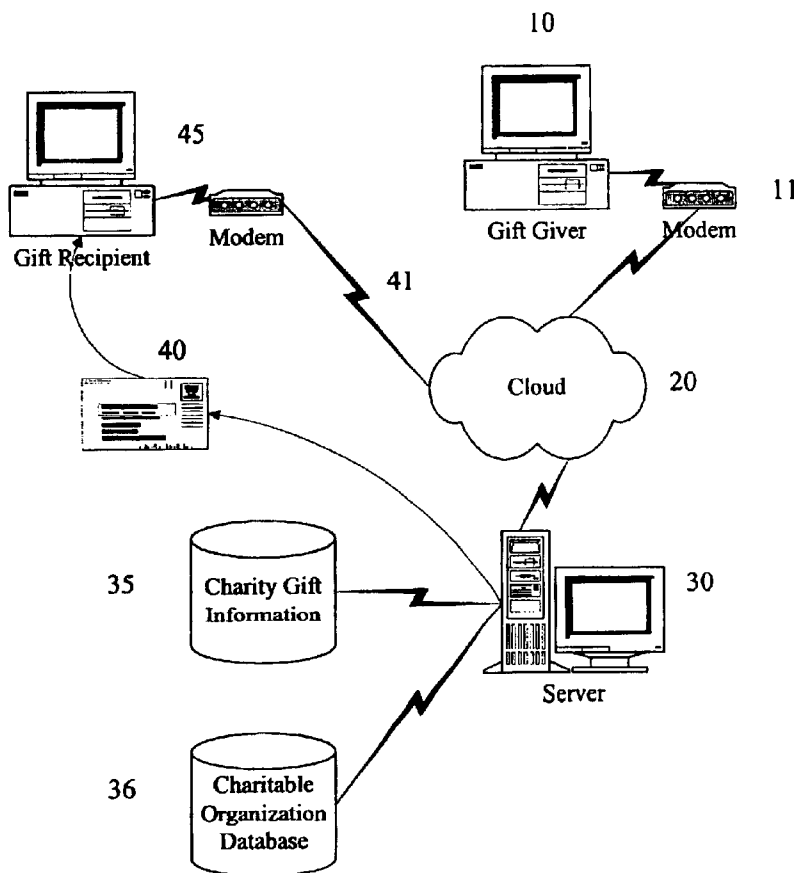 10
45
11
Modem
Gift Giver
Modem
Gift Recipient
41
40
Cloud
20
35
Charity Gift
Information
30
Server
36
Charitable
Organization
Database